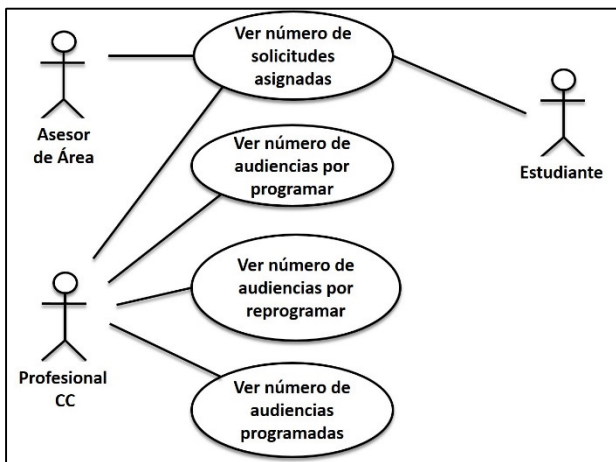 Ver número de
solicitudes
asignadas
Asesor
de Área
Estudiante
Ver número de
audiencias por
programar
Ver número de
audiencias por
reprogramar
Profesional
CC
Ver número de
audiencias
programadas